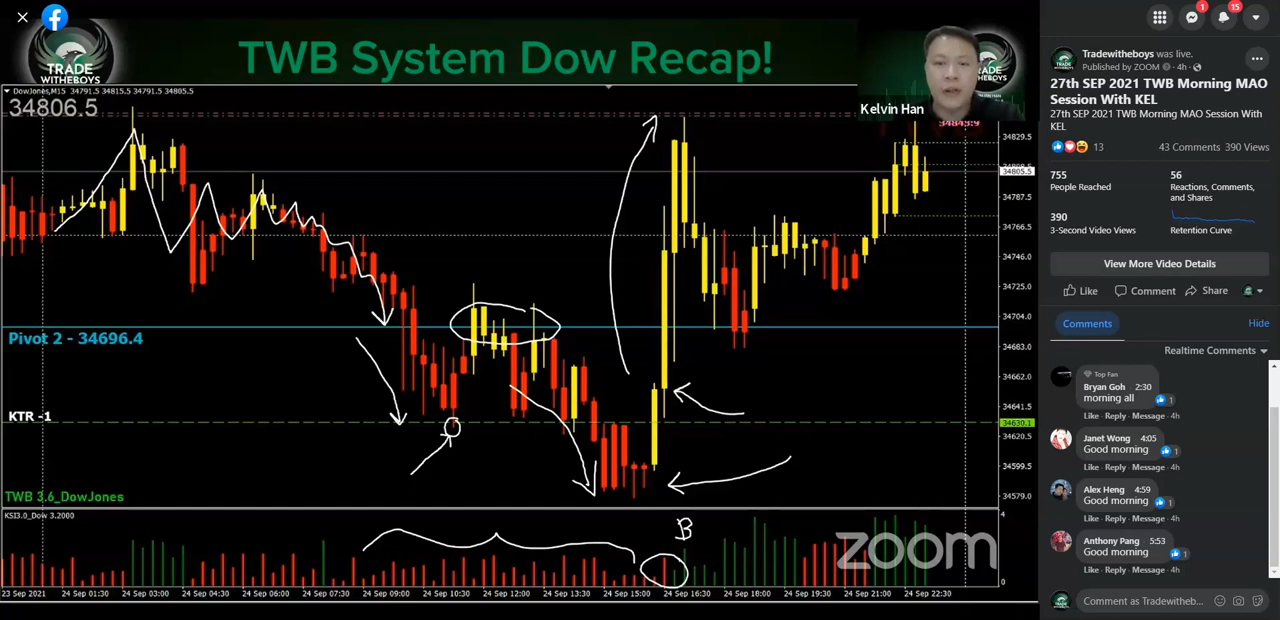 TRADE
WITHEBOYS
TWB System Dow Recap!
Kelvin Han
DowJones,M15 34791.5 34815.5 34791.5 34805.5
34806.5
34829.5
34805.5
34787.5
34766.5
34746.0
34725.0
34704.0
34683.0
34662.0
34641.5
34630.1
34620.5
34599.5
34579.0
Pivot 2 - 34696.4
KTR -1
TWB 3.6_DowJones
KSI3.0_Dow 3.2000
4
0
B
zoom
23 Sep 2021
24 Sep 01:30
24 Sep 03:00
24 Sep 04:30
24 Sep 06:00
24 Sep 07:30
24 Sep 09:00
24 Sep 10:30
24 Sep 12:00
24 Sep 13:30
24 Sep 15:00
24 Sep 16:30
24 Sep 18:00
24 Sep 19:30
24 Sep 21:00
24 Sep 22:30
1
15
Tradewitheboys was live.
Published by ZOOM · 4h ·
27th SEP 2021 TWB Morning MAO
Session With KEL
27th SEP 2021 TWB Morning MAO Session With
KEL
13
43 Comments 390 Views
755
People Reached
56
Reactions, Comments,
and Shares
390
3-Second Video Views
Retention Curve
View More Video Details
Like
Comment
Share
Comments
Hide
Realtime Comments
Top Fan
Bryan Goh 2:30
morning all
1
Like · Reply · Message · 4h
Janet Wong 4:05
Good morning
1
Like · Reply · Message · 4h
Alex Heng 4:59
Good morning
1
Like · Reply · Message · 4h
Anthony Pang 5:53
Good morning
1
Like · Reply · Message · 4h
Comment as Tradewitheb...